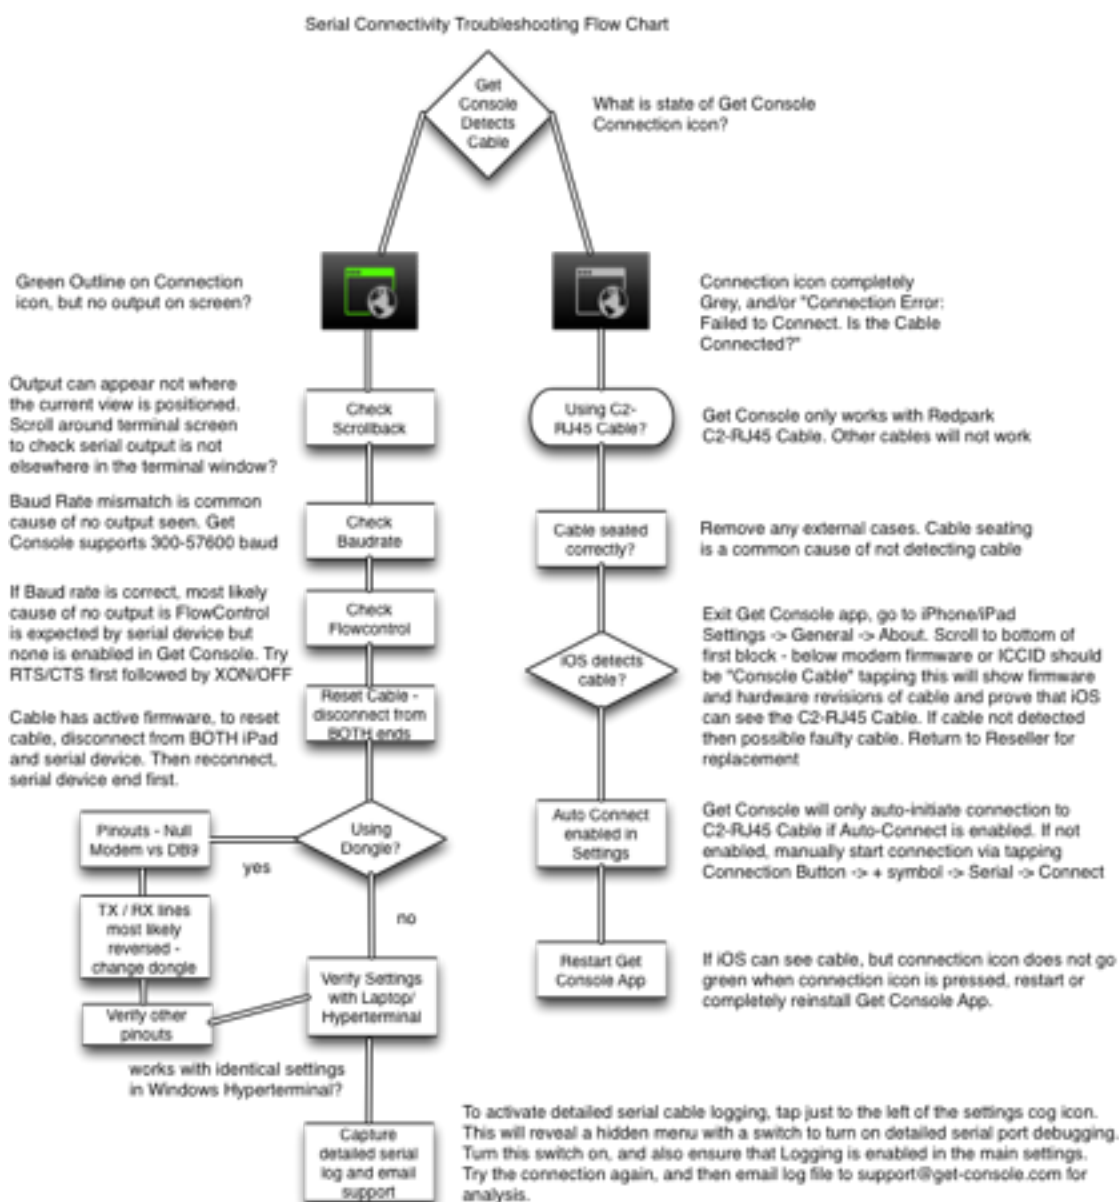 Serial Connectivity Troubleshooting Flow Chart
Get
Console
Detects
Cable
What is state of Get Console
Connection icon?
Green Outline on Connection
icon, but no output on screen?
Connection icon completely
Grey, and/or "Connection Error:
Failed to Connect. Is the Cable
Connected?"
Output can appear not where
the current view is positioned.
Scroll around terminal screen
to check serial output is not
elsewhere in the terminal window?
Check
Scrollback
Using C2-
RJ45 Cable?
Get Console only works with Redpark
C2-RJ45 Cable. Other cables will not work
Baud Rate mismatch is common
cause of no output seen. Get
Console supports 300-57600 baud
Check
Baudrate
Cable seated
correctly?
Remove any external cases. Cable seating
is a common cause of not detecting cable
If Baud rate is correct, most likely
cause of no output is FlowControl
is expected by serial device but
none is enabled in Get Console. Try
RTS/CTS first followed by XON/OFF
Check
Flowcontrol
iOS detects
cable?
Exit Get Console app, go to iPhone/iPad
Settings -> General -> About. Scroll to bottom of
first block - below modem firmware or ICCID should
be "Console Cable" tapping this will show firmware
and hardware revisions of cable and prove that iOS
can see the C2-RJ45 Cable. If cable not detected
then possible faulty cable. Return to Reseller for
replacement
Cable has active firmware, to reset
cable, disconnect from BOTH iPad
and serial device. Then reconnect,
serial device end first.
Reset Cable -
disconnect from
BOTH ends
Pinouts - Null
Modem vs DB9
yes
Using
Dongle?
no
Auto Connect
enabled in
Settings
Get Console will only auto-initiate connection to
C2-RJ45 Cable if Auto-Connect is enabled. If not
enabled, manually start connection via tapping
Connection Button -> + symbol -> Serial -> Connect
TX / RX lines
most likely
reversed -
change dongle
Verify other
pinouts
Verify Settings
with Laptop/
Hyperterminal
Restart Get
Console App
If iOS can see cable, but connection icon does not go
green when connection icon is pressed, restart or
completely reinstall Get Console App.
works with identical settings
in Windows Hyperterminal?
Capture
detailed serial
log and email
support
To activate detailed serial cable logging, tap just to the left of the settings cog icon.
This will reveal a hidden menu with a switch to turn on detailed serial port debugging.
Turn this switch on, and also ensure that Logging is enabled in the main settings.
Try the connection again, and then email log file to support@get-console.com for
analysis.